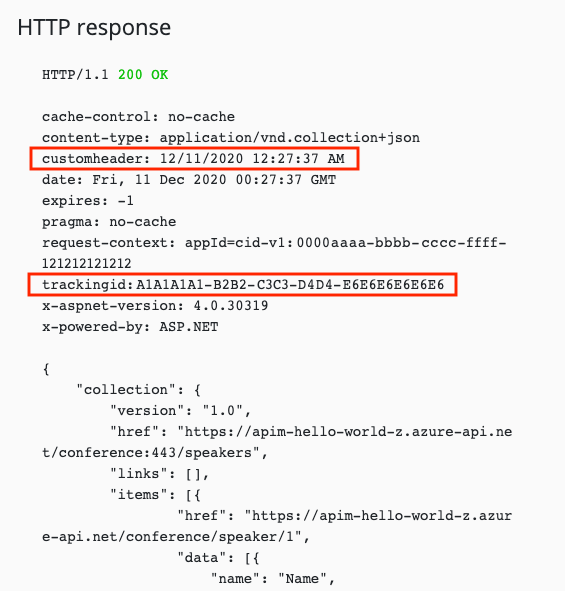 HTTP response
HTTP/1.1 200 OK
cache-control: no-cache
content-type: application/vnd.collection+json
customheader: 12/11/2020 12:27:37 AM
date: Fri, 11 Dec 2020 00:27:37 GMT
expires: -1
pragma: no-cache
request-context: appId=cid-v1:0000aaaa-bbbb-cccc-ffff-
121212121212
trackingid:A1A1A1A1-B2B2-C3C3-D4D4-E6E6E6E6E6E6
x-aspnet-version: 4.0.30319
x-powered-by: ASP.NET
{
    "collection": {
        "version": "1.0",
        "href": "https://apim-hello-world-z.azure-api.ne
t/conference:443/speakers",
        "links": [],
        "items": [{
                "href": "https://apim-hello-world-z.azur
e-api.net/conference/speaker/1",
                "data": [{
                    "name": "Name",